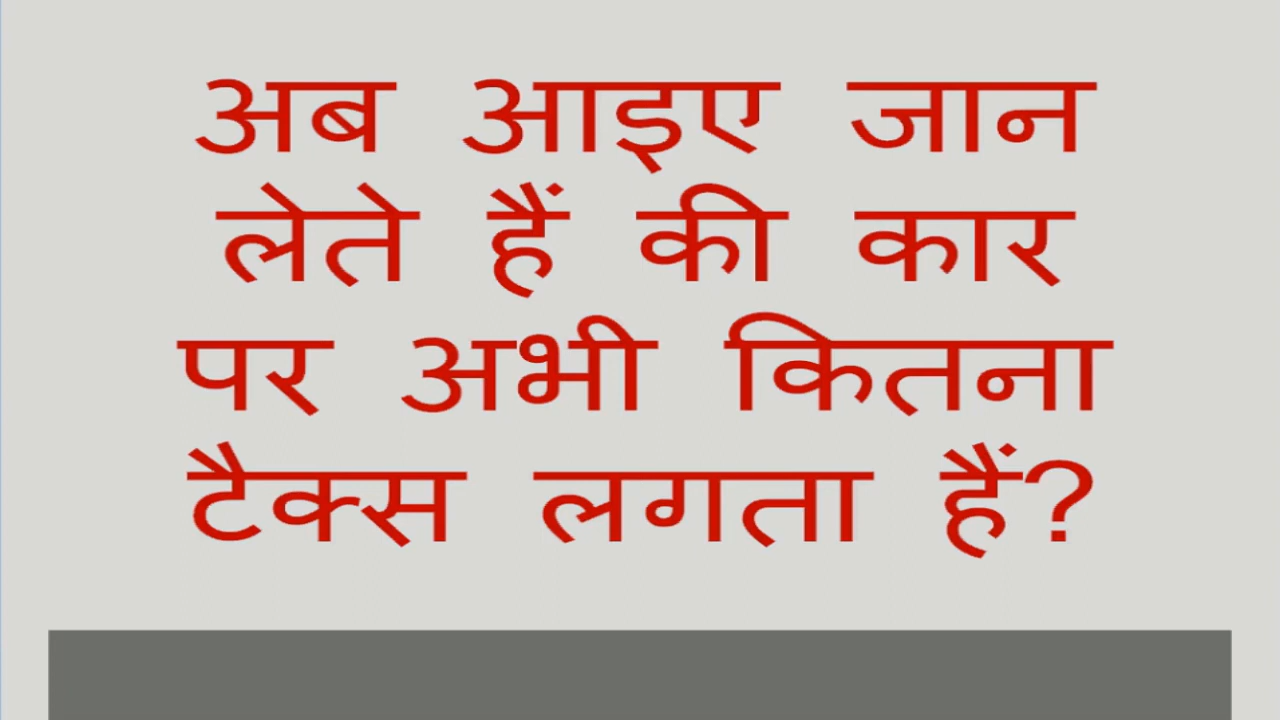 अब आइए जान
लेते हैं की कार
पर अभी कितना
टैक्स लगता हैं?